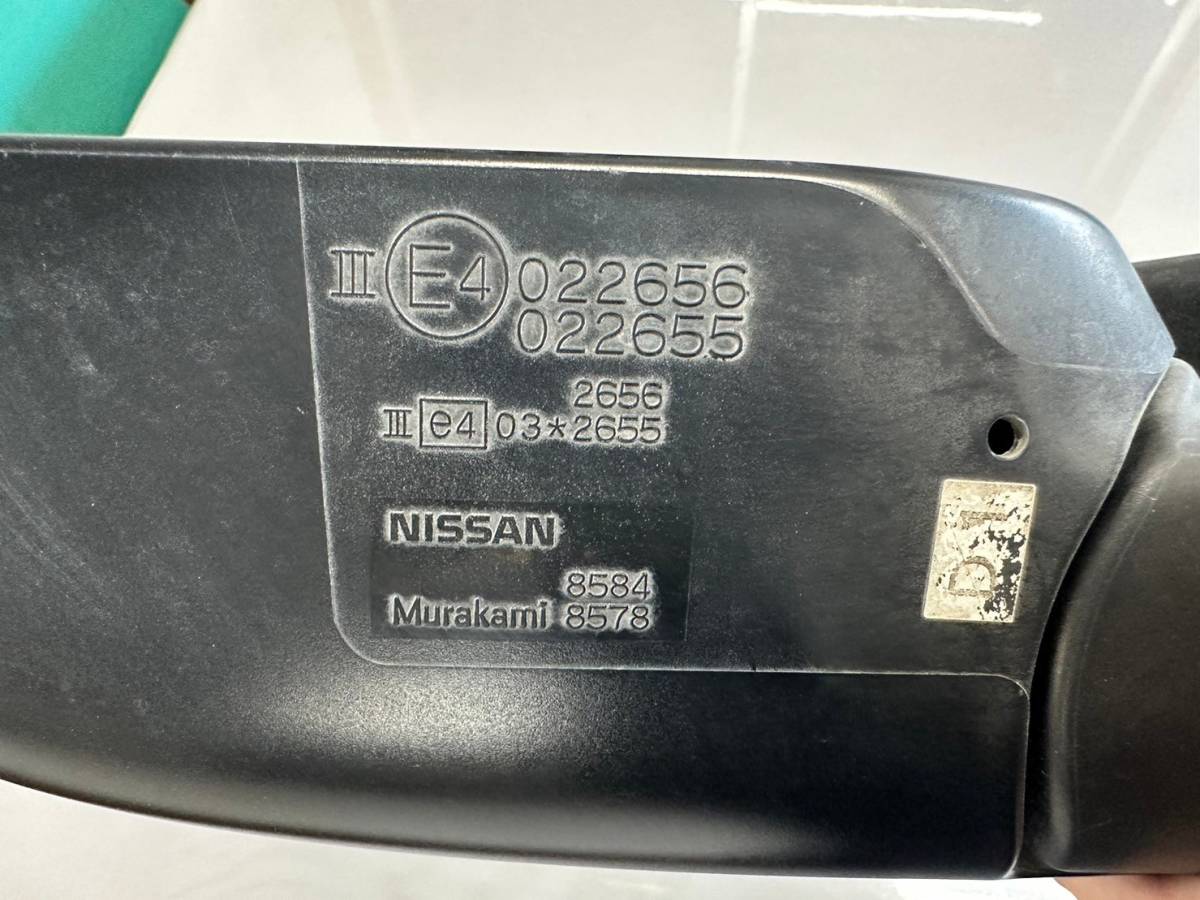 III E4 022656
022655
2656
III e4 03*2655
NISSAN
8584
Murakami 8578